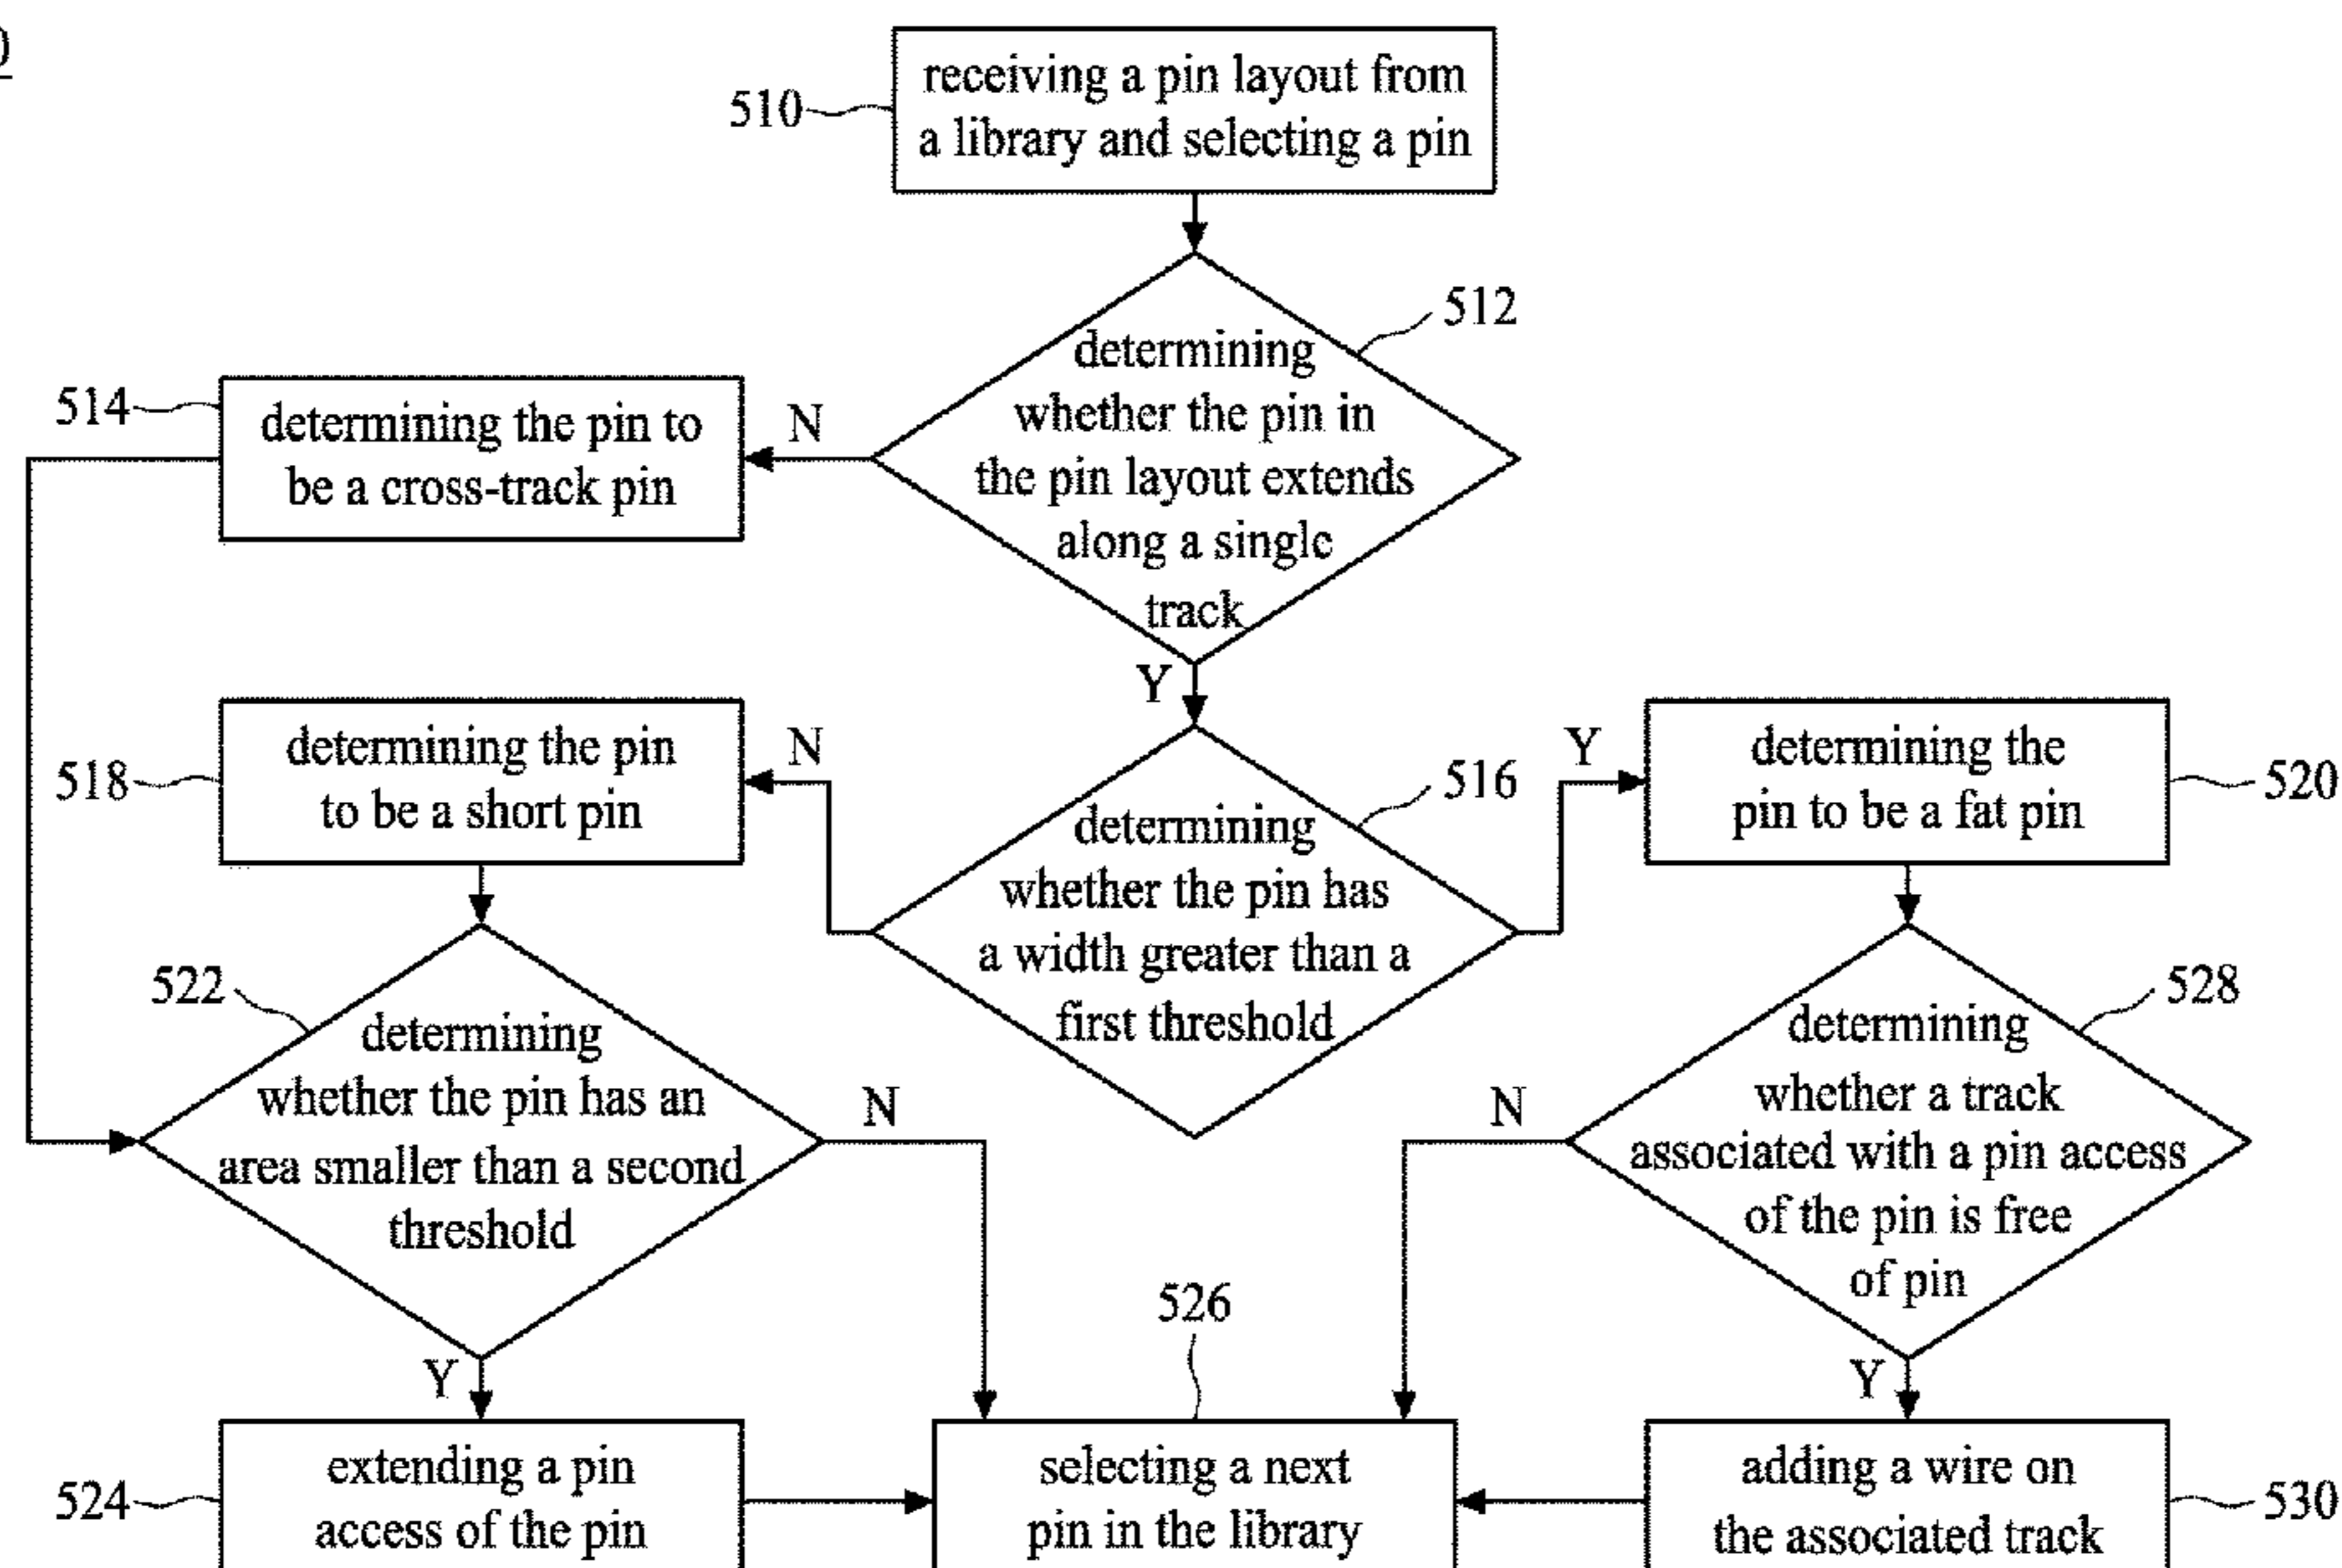 0
receiving a pin layout from
a library and selecting a pin
510
512
determining
whether the pin in
the pin layout extends
along a single
track
N
514
determining the pin to
be a cross-track pin
Y
518
determining the pin
to be a short pin
N
516
determining
whether the pin has
a width greater than a
first threshold
Y
determining the
pin to be a fat pin
520
522
determining
whether the pin has an
area smaller than a second
threshold
N
528
determining
whether a track
associated with a pin access
of the pin is free
of pin
N
526
Y
Y
524
extending a pin
access of the pin
selecting a next
pin in the library
adding a wire on
the associated track
530